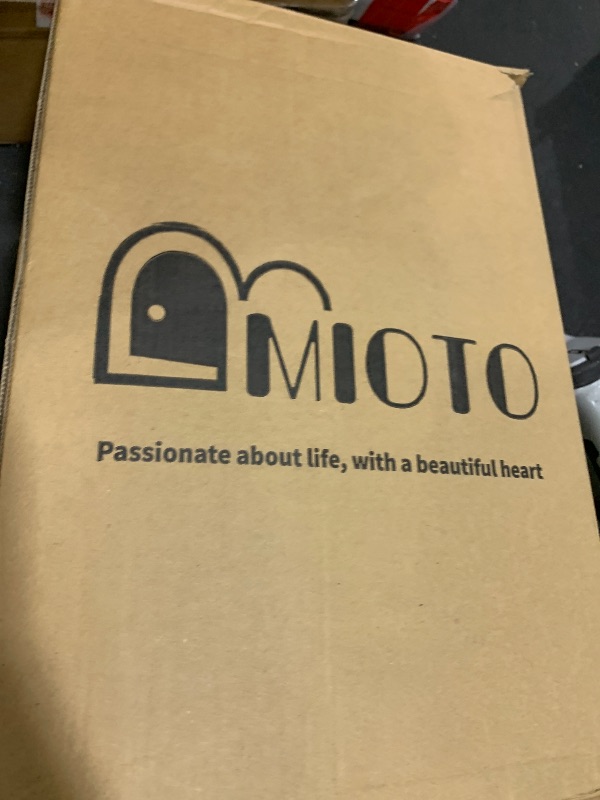 MIOTO
Passionate about life, with a beautiful heart